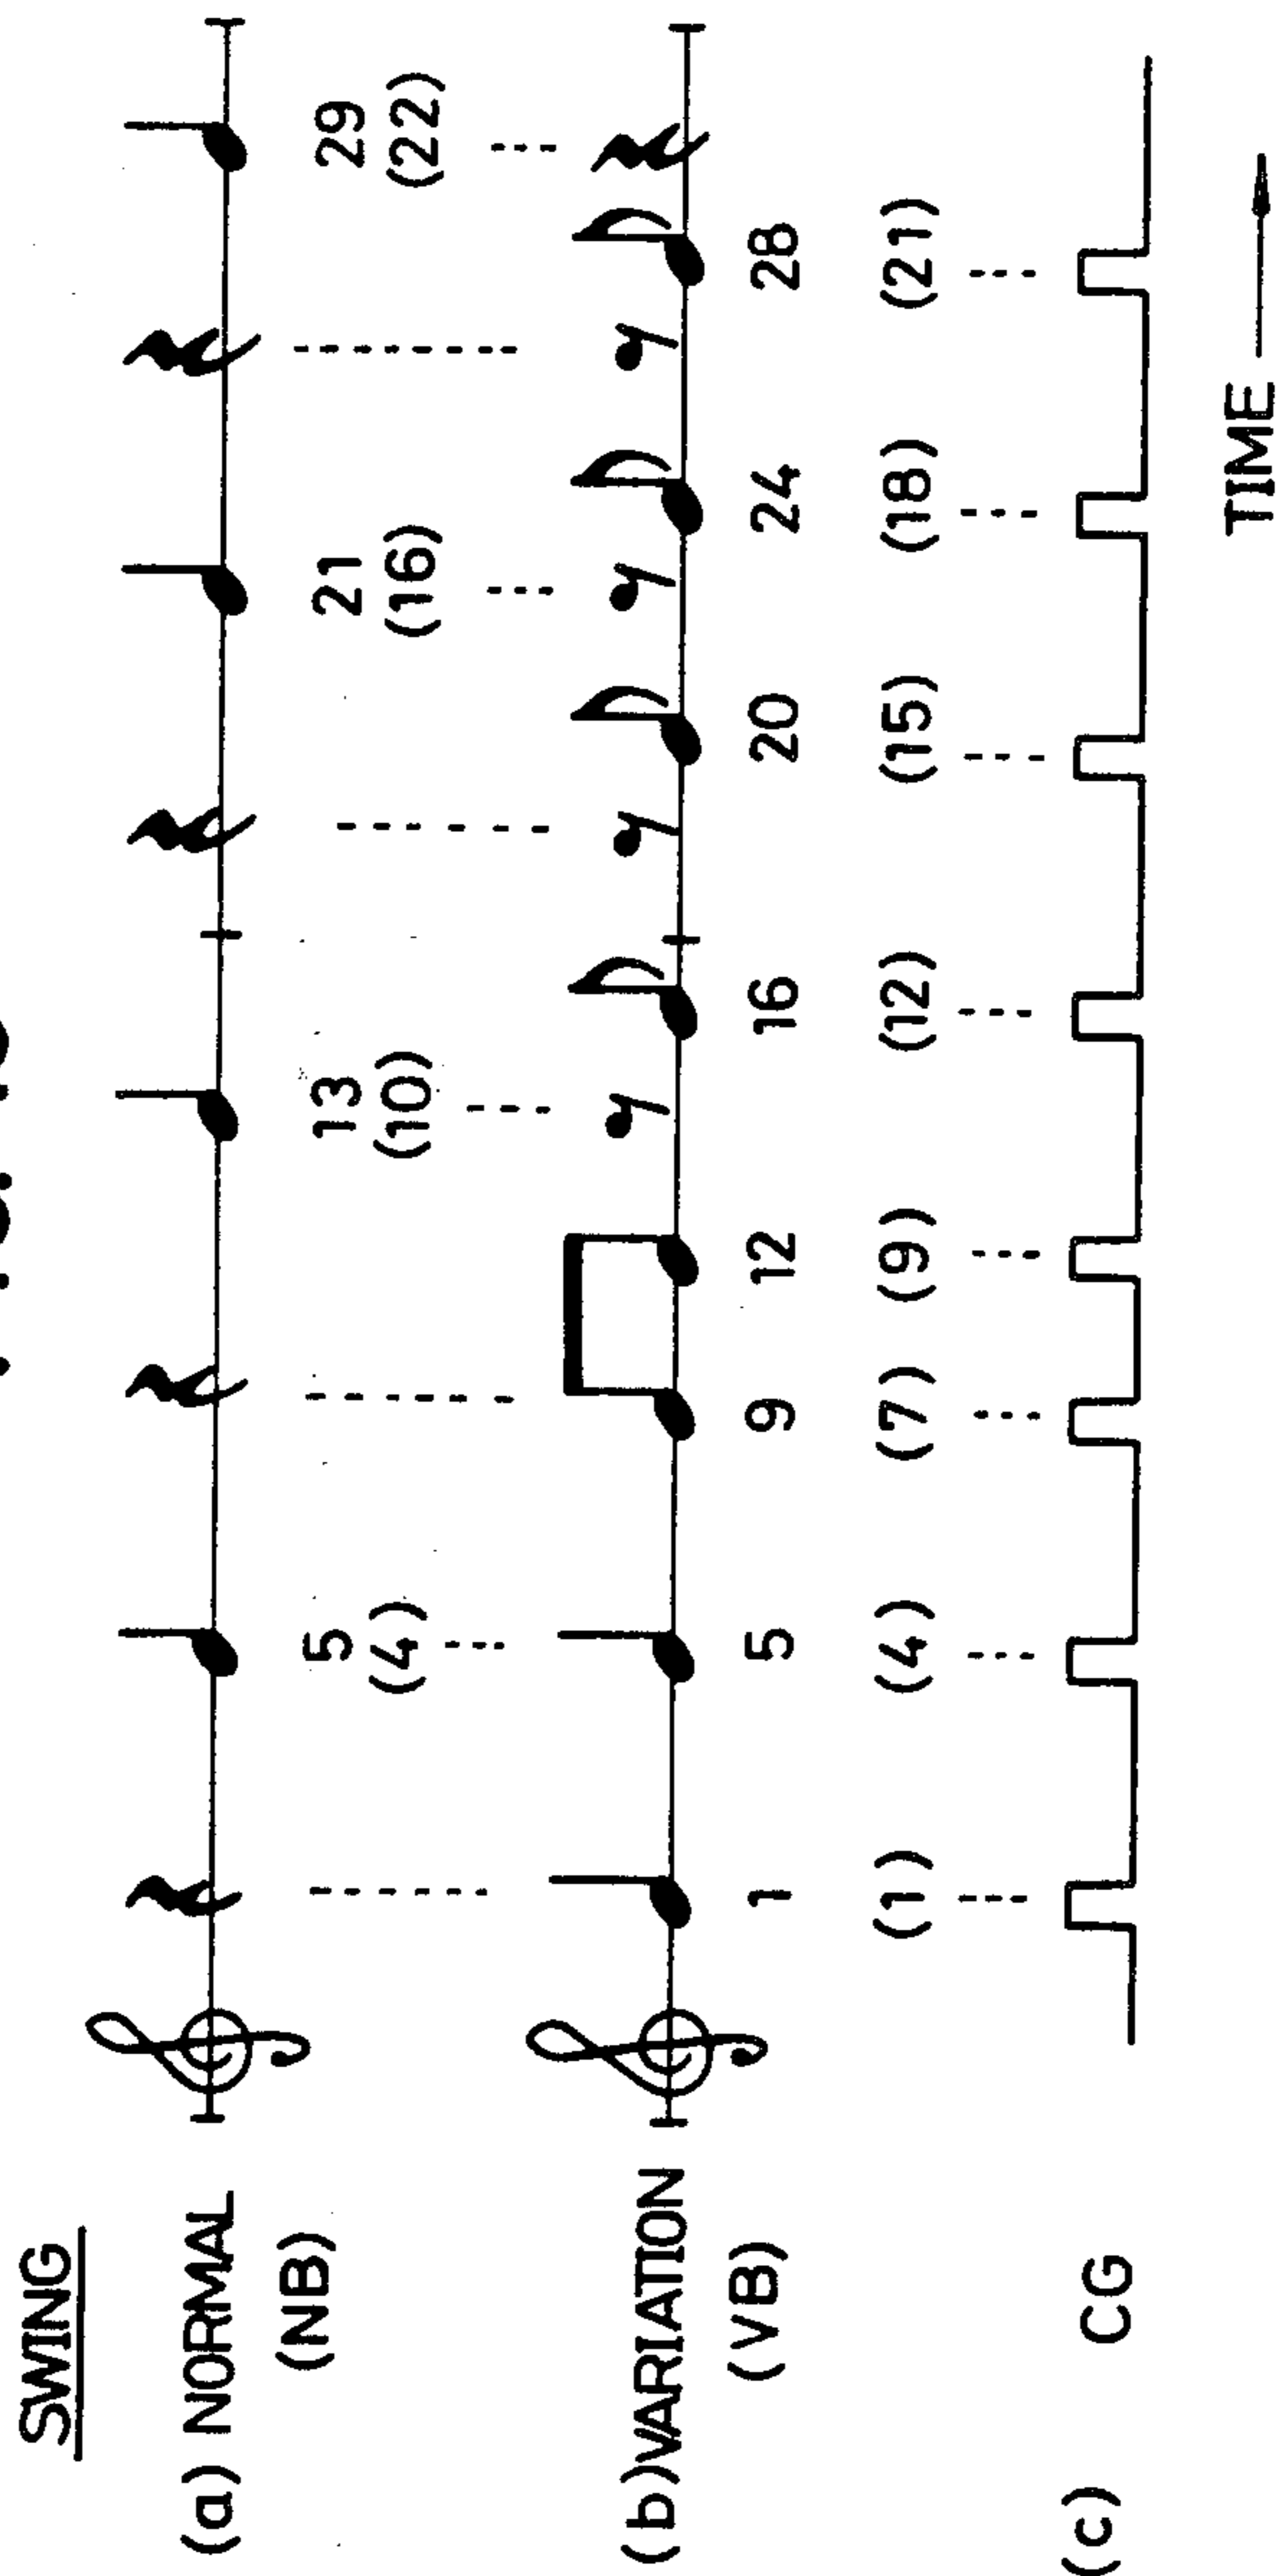 SWING
(a) NORMAL
(NB) 5 13 21 29
(4) (10) (16) (22)
(b)VARIATION
(VB) 1 5 9 12 16 20 24 28
(1) (4) (7) (9) (12) (15) (18) (21)
(c) CG
TIME